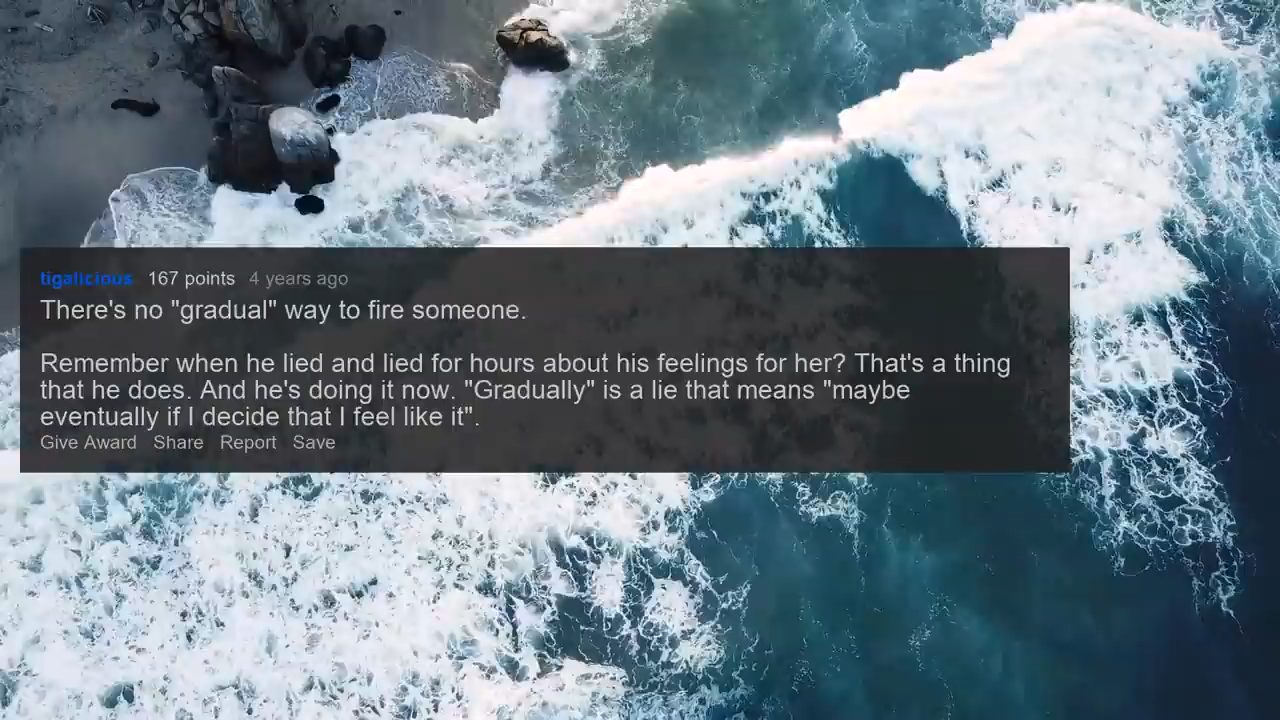 tigalicious 167 points 4 years ago
There's no "gradual" way to fire someone.
Remember when he lied and lied for hours about his feelings for her? That's a thing
that he does. And he's doing it now. "Gradually" is a lie that means "maybe
eventually if I decide that I feel like it".
Give Award Share Report Save